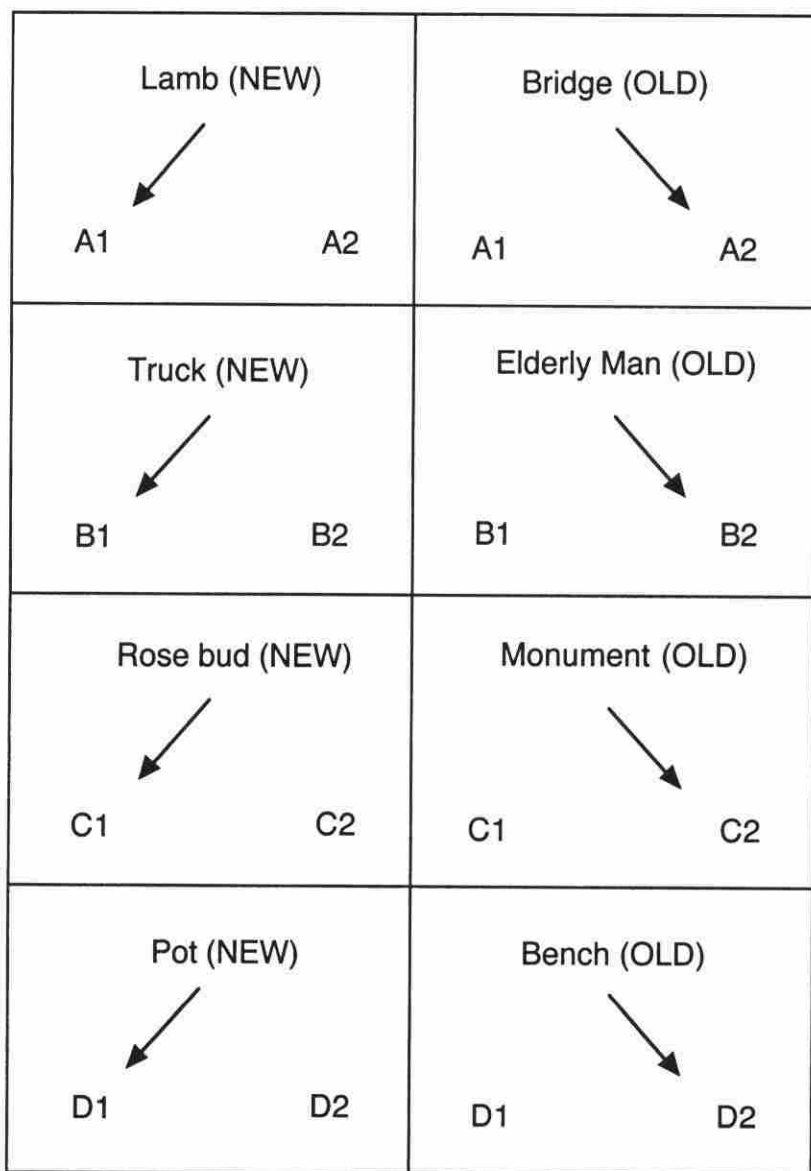 Lamb (NEW)
A1 A2
Bridge (OLD)
A1 A2
Truck (NEW)
B1 B2
Elderly Man (OLD)
B1 B2
Rose bud (NEW)
C1 C2
Monument (OLD)
C1 C2
Pot (NEW)
D1 D2
Bench (OLD)
D1 D2